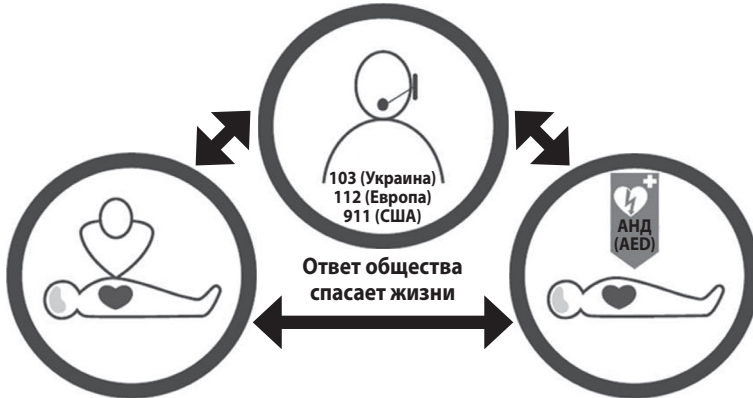 103 (Украина)
112 (Европа)
911 (США)
АНД
(AED)
Ответ общества
спасает жизни